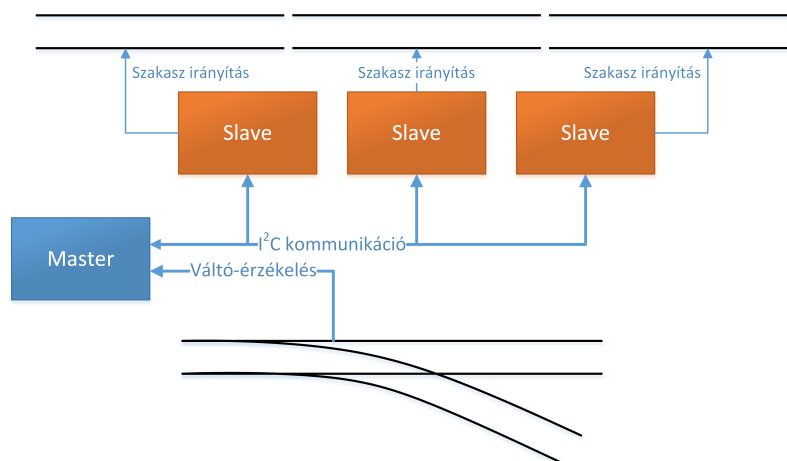 Szakasz irányítás
Szakasz irányítás
Szakasz irányítás
Slave
Slave
Slave
Master
I²C kommunikáció
Váltó-érzékelés